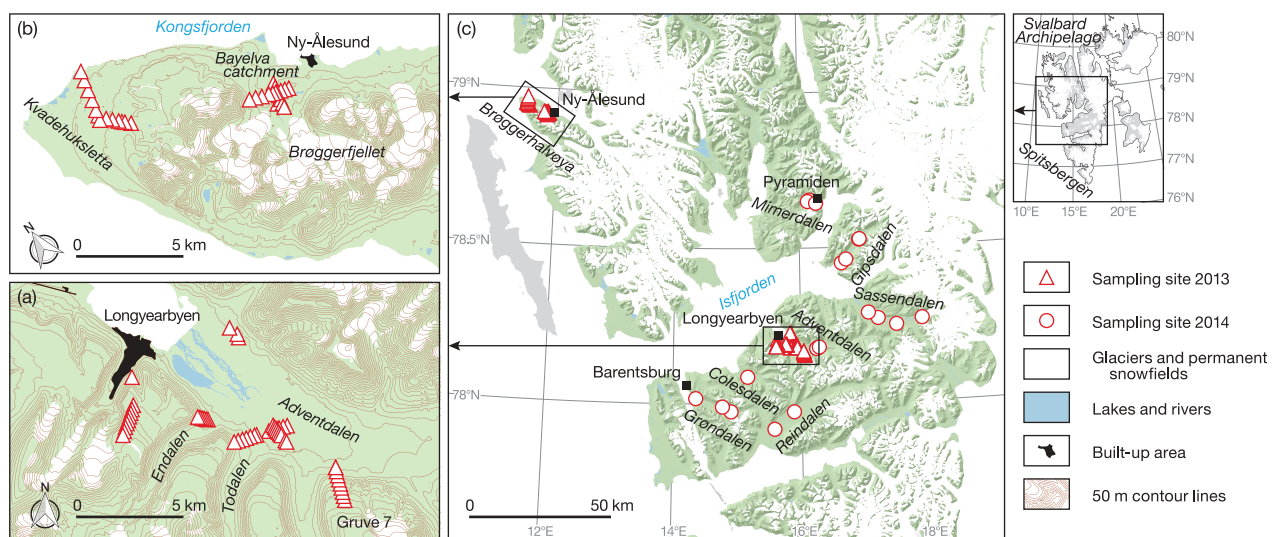 (b)
Kongsfjorden
Ny-Ålesund
Bayelva
catchment
Kvadehuksletta
Brøggerfjellet
N
0 5 km
(a)
Longyearbyen
Adventdalen
Endalen
Todalen
N
0 5 km
Gruve 7
(c)
79°N
Ny-Ålesund
Brøggerhalvøya
Pyramiden
Mimerdalen
78.5°N
Gipsdalen
Isfjorden
Sassendalen
Longyearbyen
Adventdalen
Barentsburg
Colesdalen
78°N
Grøndalen
Reindalen
0 50 km
12°E
14°E
16°E
18°E
Svalbard
Archipelago
80°N
79°N
78°N
77°N
76°N
Spitsbergen
10°E
15°E
20°E
Sampling site 2013
Sampling site 2014
Glaciers and permanent
snowfields
Lakes and rivers
Built-up area
50 m contour lines